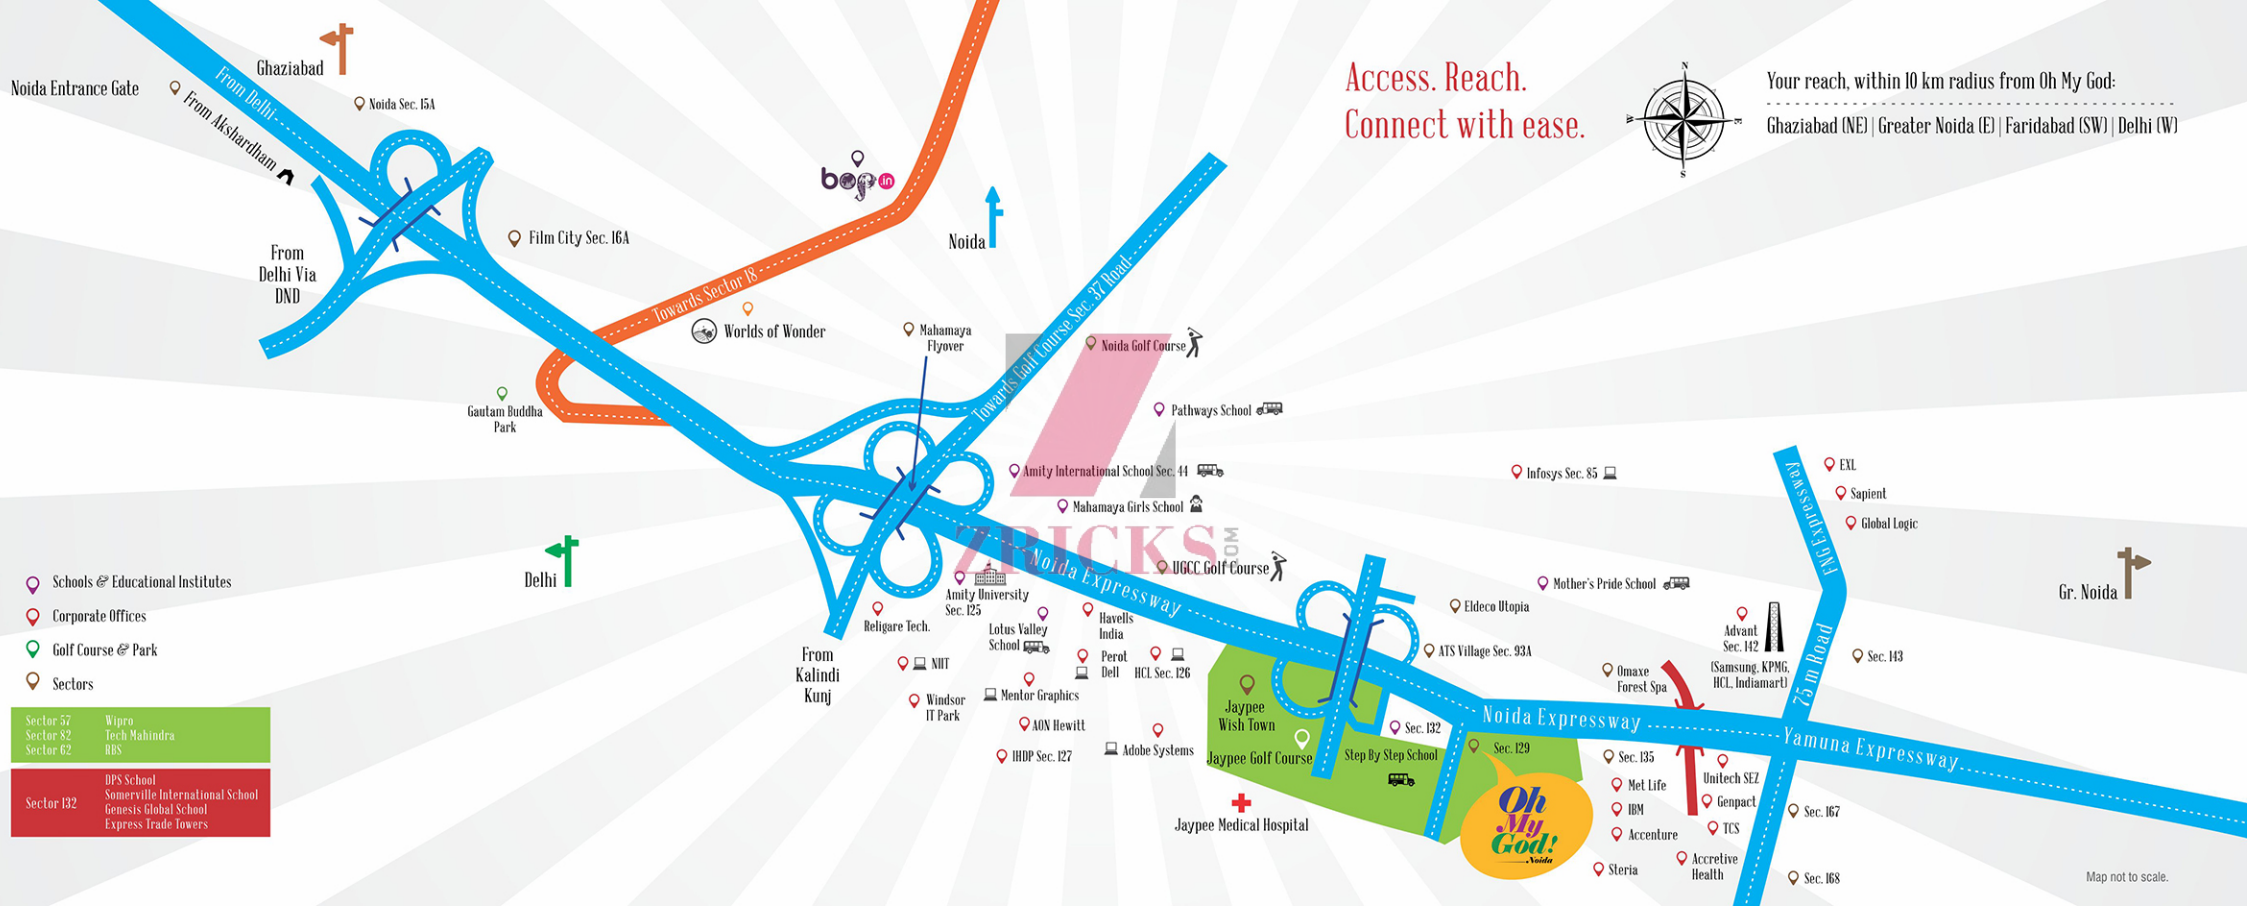 Noida Entrance Gate
Ghaziabad
From Delhi
From Akshardham
Noida Sec. 15A
From
Delhi Via
DND
Film City Sec. 16A
bop.in
Noida
Towards Sector 18
Worlds of Wonder
Mahamaya
Flyover
Gautam Buddha
Park
Towards Golf Course Sec. 37 Road
Access. Reach.
Connect with ease.
N
W
E
S
Your reach, within 10 km radius from Oh My God:
Ghaziabad (NE) | Greater Noida (E) | Faridabad (SW) | Delhi (W)
Noida Golf Course
Pathways School
Amity International School Sec. 44
Mahamaya Girls School
ZRICKS.COM
UGCC Golf Course
Noida Expressway
Delhi
Schools & Educational Institutes
Corporate Offices
Golf Course & Park
Sectors
Sector 57 Wipro
Sector 82 Tech Mahindra
Sector 62 RBS
Sector 132
DPS School
Somerville International School
Genesis Global School
Express Trade Towers
From
Kalindi
Kunj
Religare Tech.
Amity University
Sec. 125
Lotus Valley
School
Havells
India
NIIT
Perot
Dell
HCL Sec. 126
Windsor
IT Park
Mentor Graphics
AON Hewitt
IHDP Sec. 127
Adobe Systems
Jaypee
Wish Town
Jaypee Golf Course
Jaypee Medical Hospital
Step By Step School
Sec. 132
Sec. 129
Oh
My
God!
Noida
Infosys Sec. 85
Mother's Pride School
Eldeco Utopia
ATS Village Sec. 93A
Omaxe
Forest Spa
Advant
Sec. 142
(Samsung, KPMG,
HCL, Indiamart)
EXL
Sapient
Global Logic
FNG Expressway
75 m Road
Sec. 143
Gr. Noida
Noida Expressway
Yamuna Expressway
Sec. 135
Met Life
IBM
Accenture
Steria
Unitech SEZ
Genpact
TCS
Accretive
Health
Sec. 167
Sec. 168
Map not to scale.